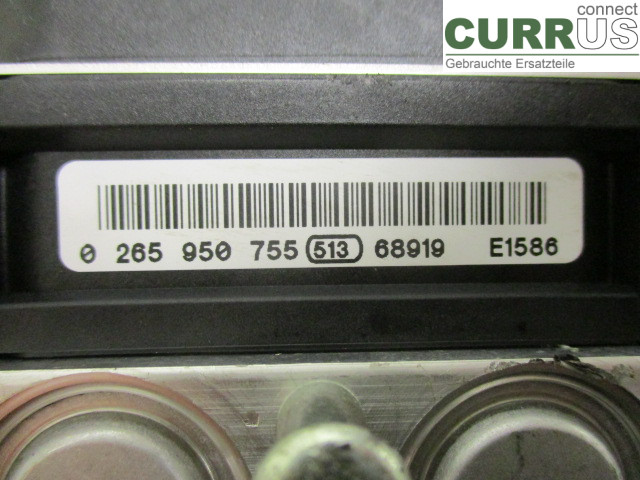 connect
CURRUS
Gebrauchte Ersatzteile
0 265 950 755 513 68919 E1586